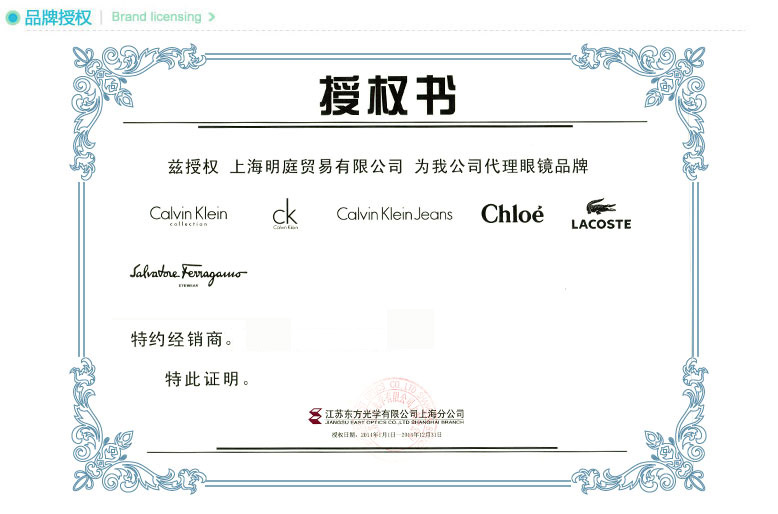 品牌授权 | Brand licensing
授权书
兹授权 上海明庭贸易有限公司 为我公司代理眼镜品牌
Calvin Klein collection
ck Calvin Klein
Calvin Klein Jeans
Chloé
LACOSTE
Salvatore Ferragamo
EYEWEAR
特约经销商。
特此证明。
江苏东方光学有限公司上海分公司
JIANGSU EAST OPTICS CO.,LTD SHANGHAI BRANCH
授权日期：2014年1月1日—2016年12月31日